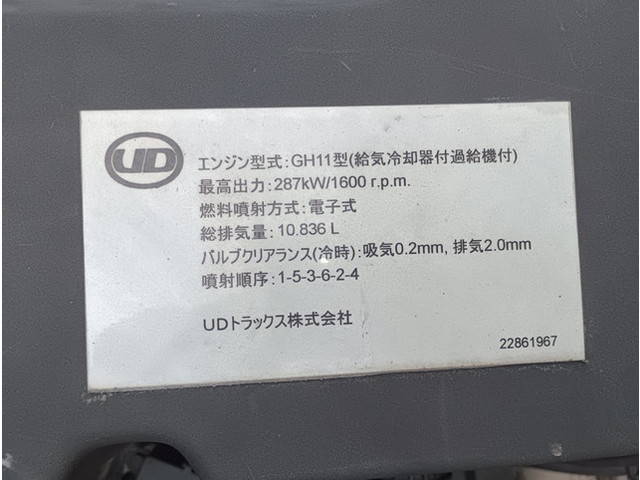 UD
エンジン型式:GH11型(給気冷却器付過給機付)
最高出力:287kW/1600 r.p.m.
燃料噴射方式:電子式
総排気量:10.836 L
バルブクリアランス(冷時):吸気0.2mm, 排気2.0mm
噴射順序:1-5-3-6-2-4
UDトラックス株式会社
22861967